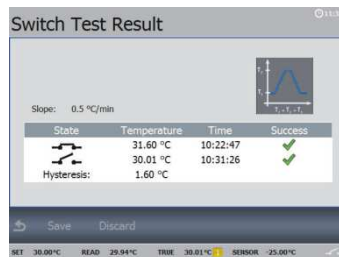 Switch Test Result
Slope: 0.5 °C/min
State Temperature Time Success
31.60 °C 10:22:47
30.01 °C 10:31:26
Hysteresis: 1.60 °C
Save Discard
SET 30.00°C READ 29.94°C TRUE 30.01°C SENSOR -25.00°C